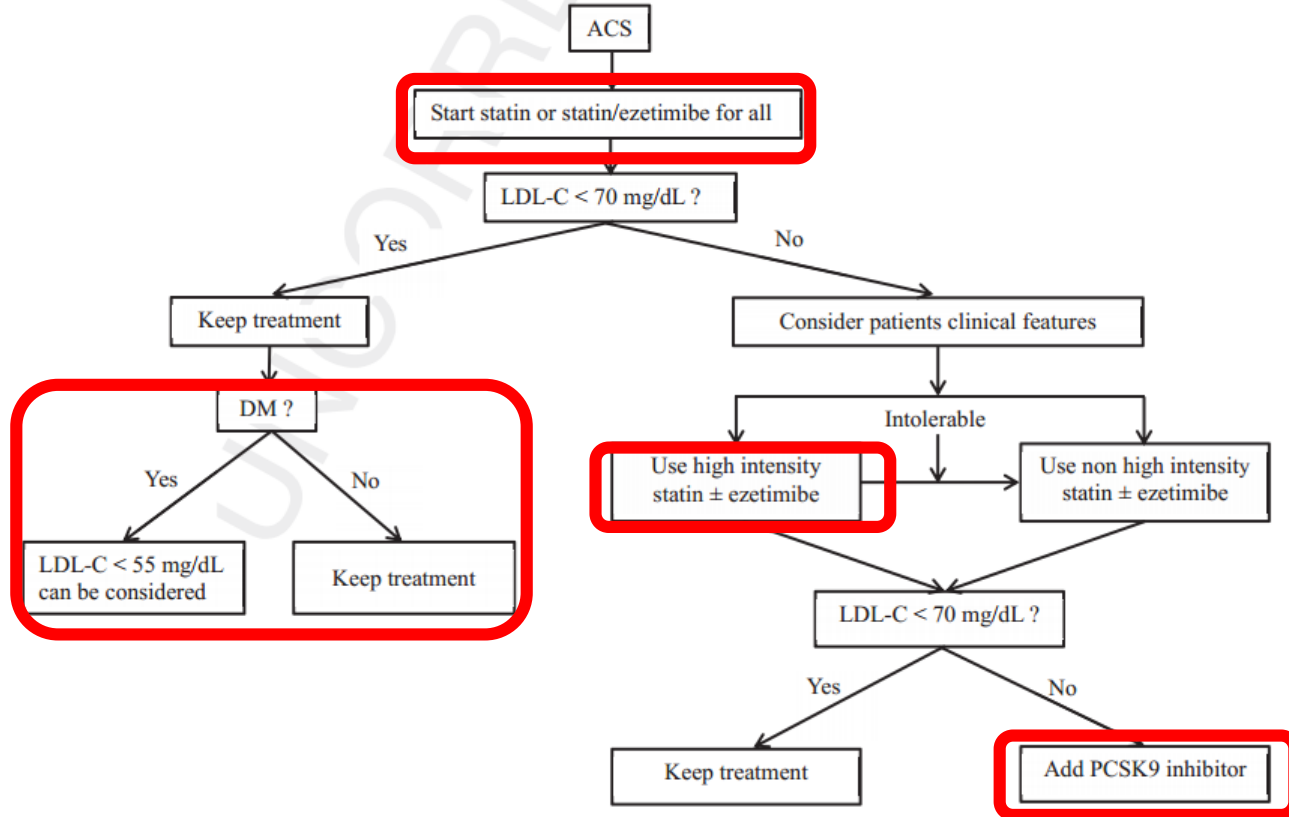 ACS
Start statin or statin/ezetimibe for all
LDL-C < 70 mg/dL ?
Yes
No
Keep treatment
Consider patients clinical features
DM ?
Intolerable
Yes
No
Use high intensity
statin ± ezetimibe
Use non high intensity
statin ± ezetimibe
LDL-C < 55 mg/dL
can be considered
Keep treatment
LDL-C < 70 mg/dL ?
Yes
No
Keep treatment
Add PCSK9 inhibitor
UNCORRE